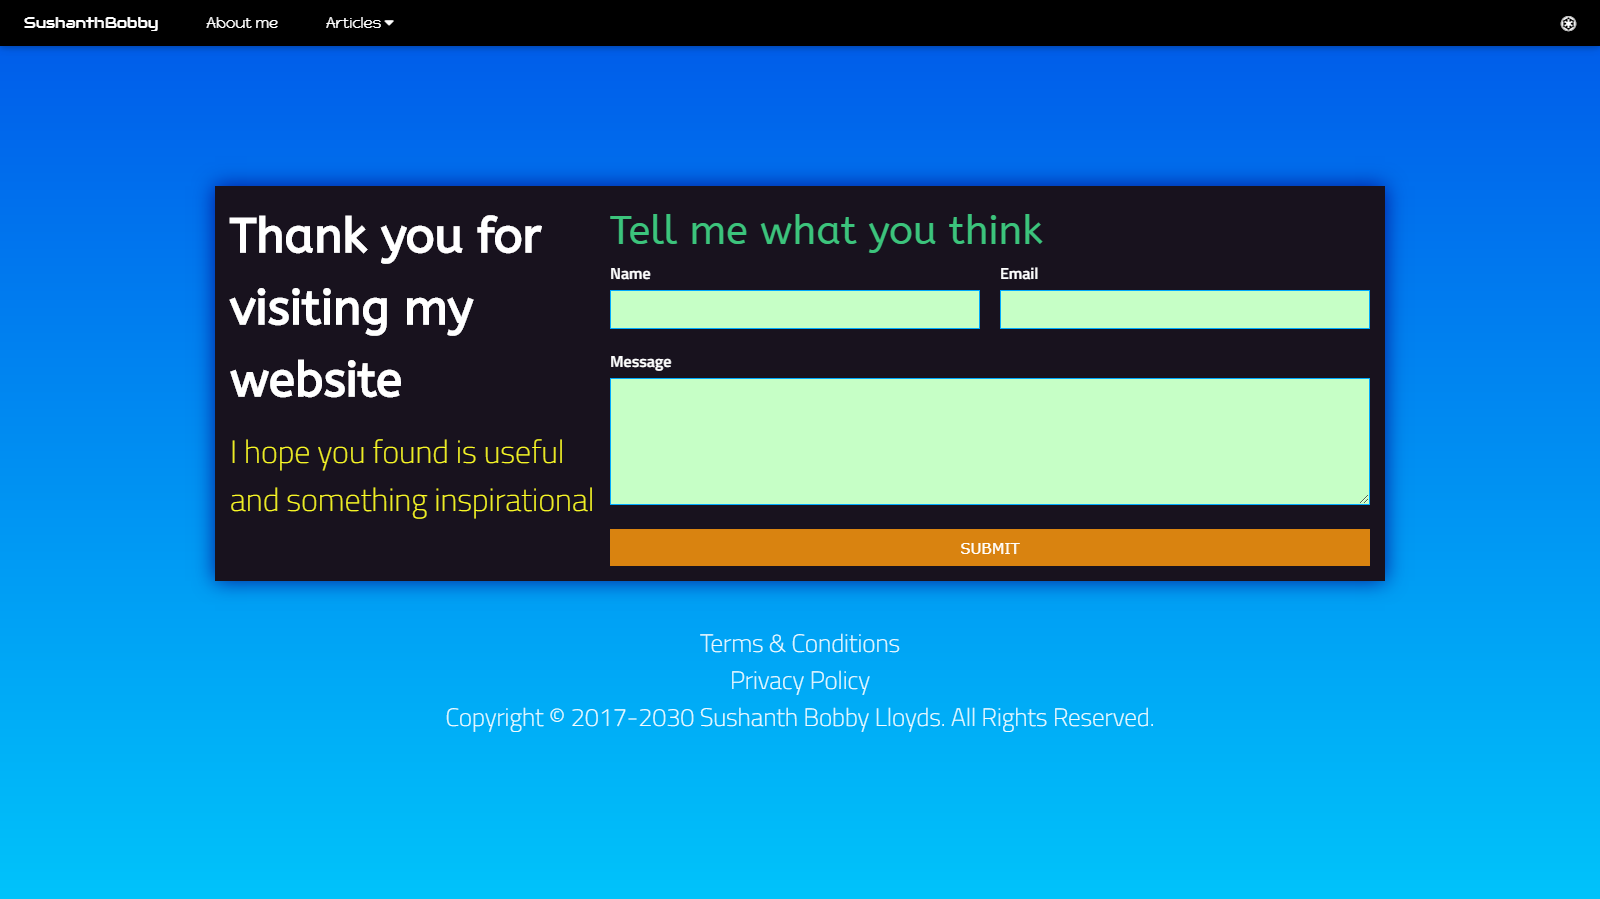 SushanthBobby About me Articles
Thank you for
visiting my
website
I hope you found is useful
and something inspirational
Tell me what you think
Name Email
Message
SUBMIT
Terms & Conditions
Privacy Policy
Copyright © 2017-2030 Sushanth Bobby Lloyds. All Rights Reserved.